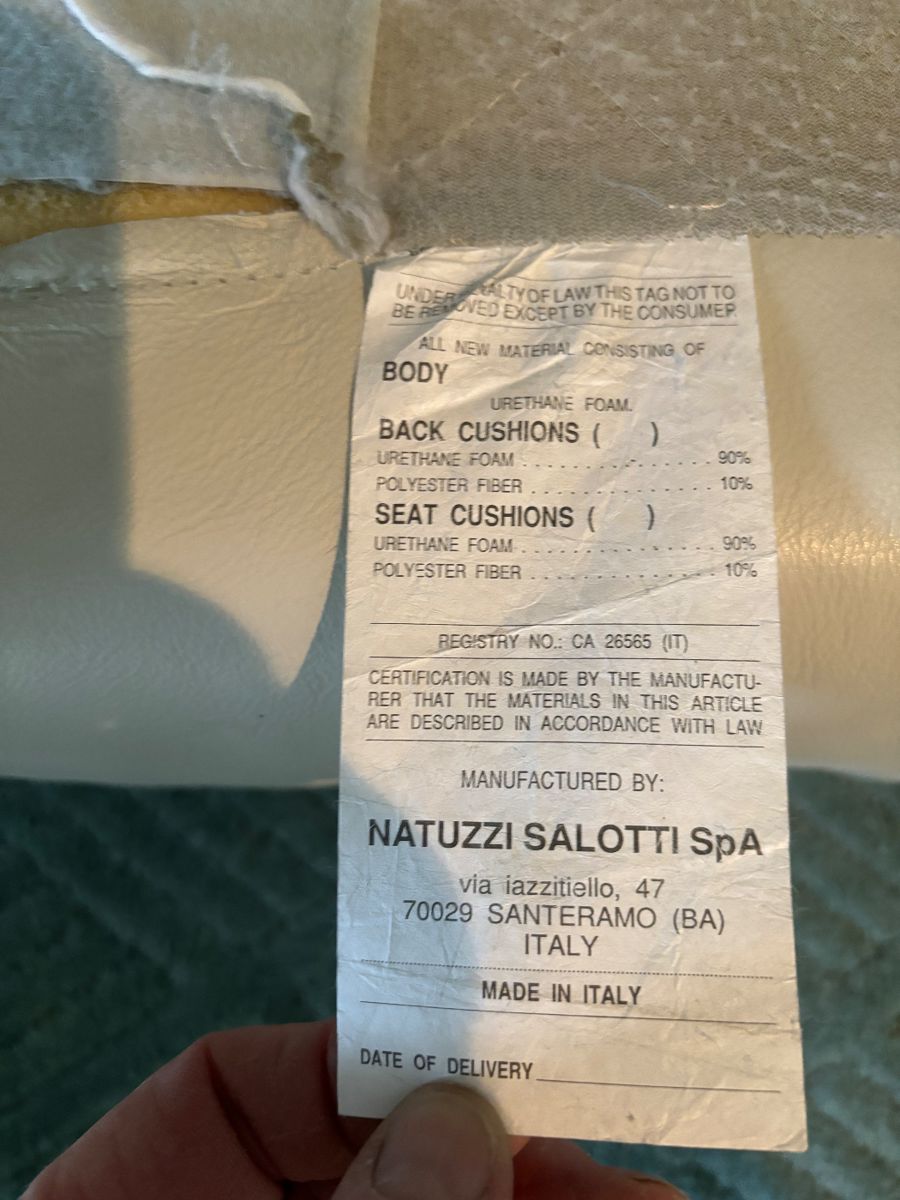 UNDER PENALTY OF LAW THIS TAG NOT TO
BE REMOVED EXCEPT BY THE CONSUMER
ALL NEW MATERIAL CONSISTING OF
BODY
URETHANE FOAM.
BACK CUSHIONS ( )
URETHANE FOAM . . . . . . . . . . . . . . . 90%
POLYESTER FIBER . . . . . . . . . . . . . . 10%
SEAT CUSHIONS ( )
URETHANE FOAM . . . . . . . . . . . . . . . 90%
POLYESTER FIBER . . . . . . . . . . . . . . 10%
REGISTRY NO.: CA 26565 (IT)
CERTIFICATION IS MADE BY THE MANUFACTU-
RER THAT THE MATERIALS IN THIS ARTICLE
ARE DESCRIBED IN ACCORDANCE WITH LAW
MANUFACTURED BY:
NATUZZI SALOTTI SpA
via iazzitiello, 47
70029 SANTERAMO (BA)
ITALY
MADE IN ITALY
DATE OF DELIVERY